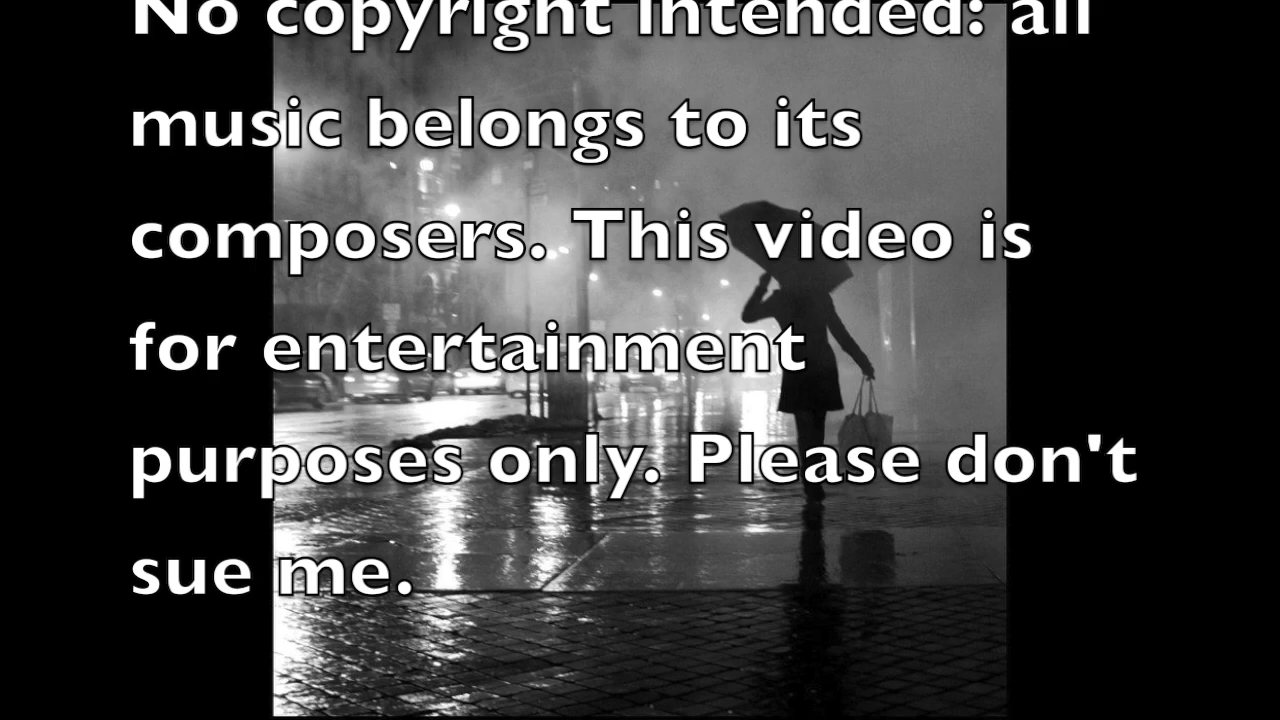 No copyright intended: all
music belongs to its
composers. This video is
for entertainment
purposes only. Please don't
sue me.